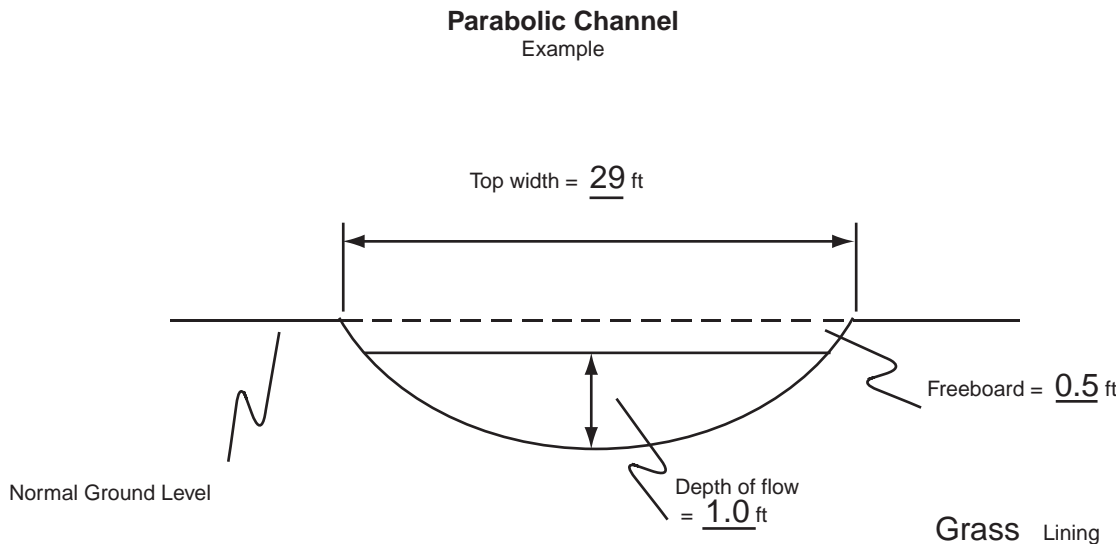 Parabolic Channel
Example
Top width = 29 ft
Freeboard = 0.5 ft
Normal Ground Level
Depth of flow
= 1.0 ft
Grass Lining